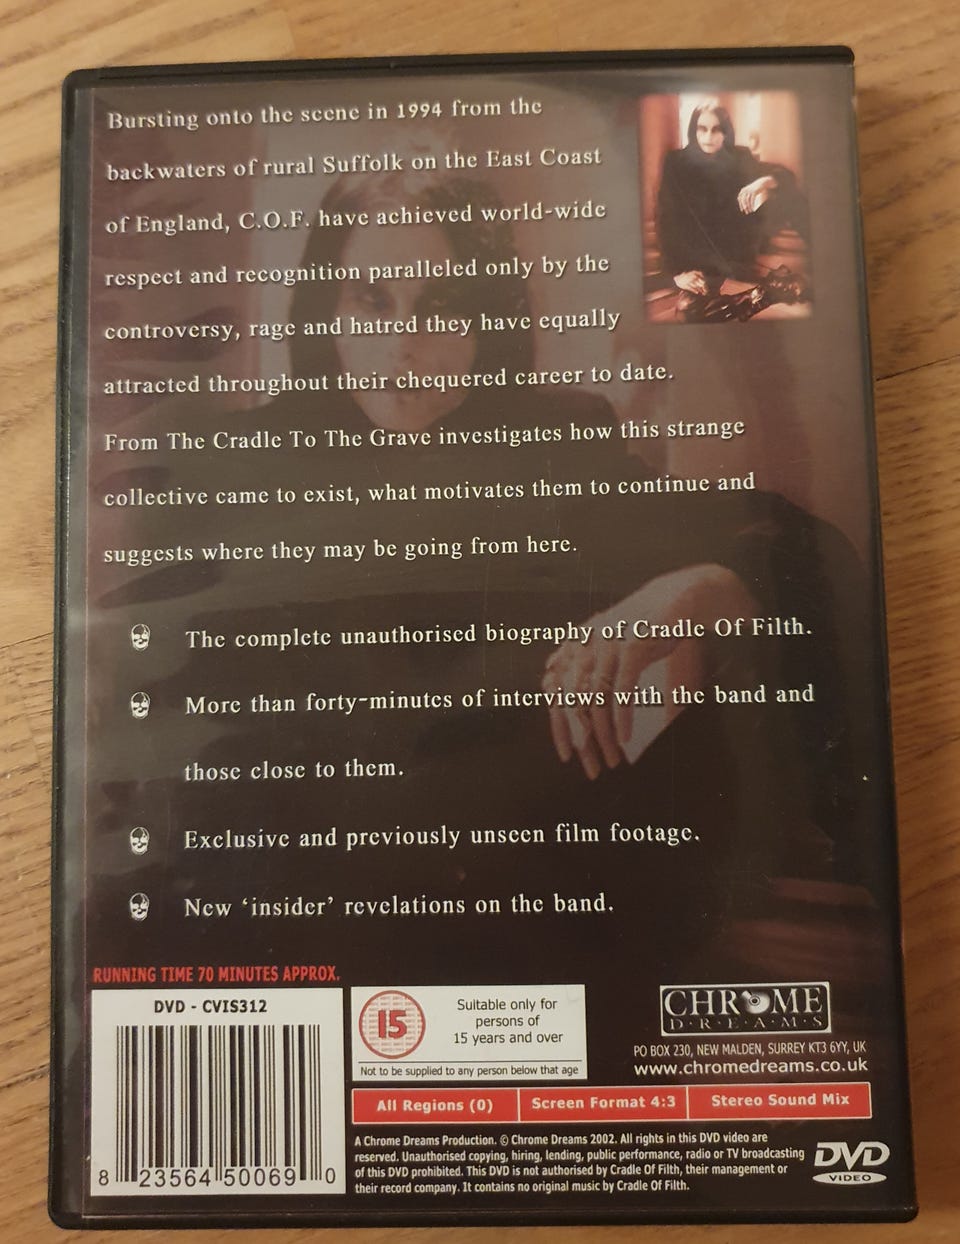 Bursting onto the scene in 1994 from the
backwaters of rural Suffolk on the East Coast
of England, C.O.F. have achieved world-wide
respect and recognition paralleled only by the
controversy, rage and hatred they have equally
attracted throughout their chequered career to date.
From The Cradle To The Grave investigates how this strange
collective came to exist, what motivates them to continue and
suggests where they may be going from here.
The complete unauthorised biography of Cradle Of Filth.
More than forty-minutes of interviews with the band and
those close to them.
Exclusive and previously unseen film footage.
New ‘insider’ revelations on the band.
RUNNING TIME 70 MINUTES APPROX.
DVD - CVIS312
8 23564 50069 0
15
Suitable only for
persons of
15 years and over
Not to be supplied to any person below that age
CHROME
D·R·E·A·M·S
PO BOX 230, NEW MALDEN, SURREY KT3 6YY, UK
www.chromedreams.co.uk
All Regions (0)
Screen Format 4:3
Stereo Sound Mix
A Chrome Dreams Production. © Chrome Dreams 2002. All rights in this DVD video are
reserved. Unauthorised copying, hiring, lending, public performance, radio or TV broadcasting
of this DVD prohibited. This DVD is not authorised by Cradle Of Filth, their management or
their record company. It contains no original music by Cradle Of Filth.
DVD
VIDEO